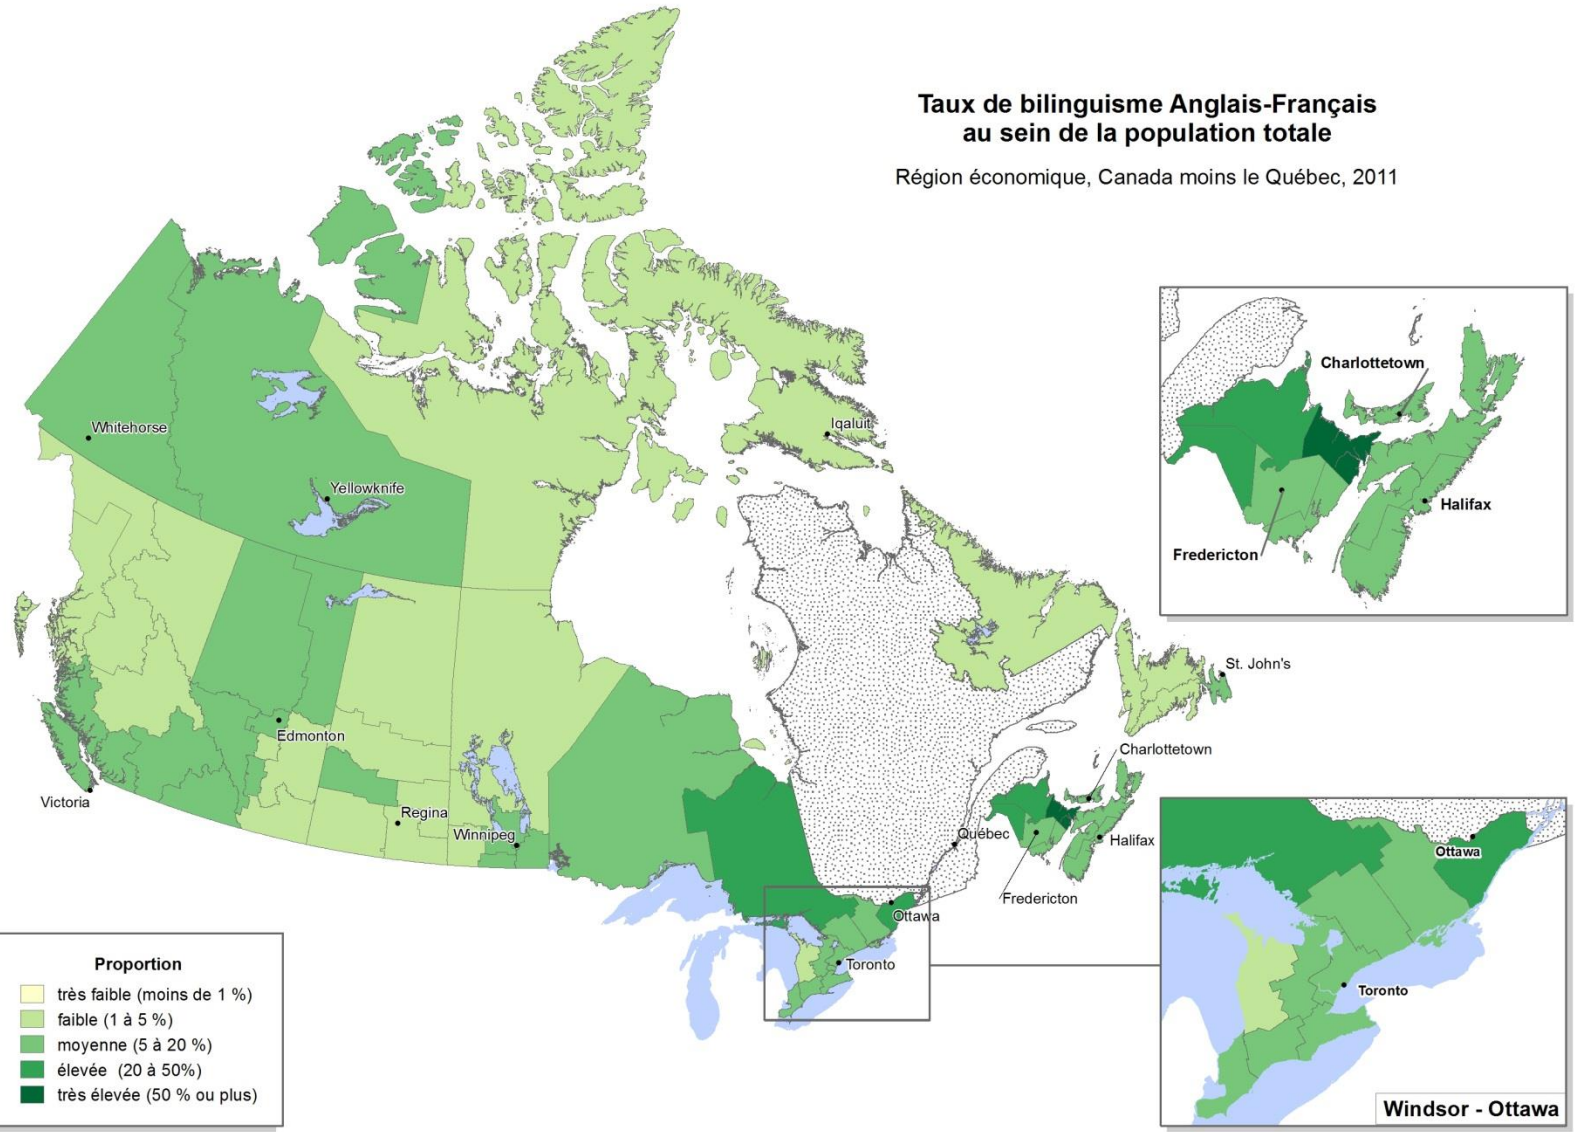 Taux de bilinguisme Anglais-Français
au sein de la population totale
Région économique, Canada moins le Québec, 2011
Whitehorse
Yellowknife
Iqaluit
Edmonton
Victoria
Regina
Winnipeg
St. John's
Charlottetown
Québec
Halifax
Fredericton
Ottawa
Toronto
Charlottetown
Halifax
Fredericton
Ottawa
Toronto
Windsor - Ottawa
Proportion
très faible (moins de 1 %)
faible (1 à 5 %)
moyenne (5 à 20 %)
élevée (20 à 50%)
très élevée (50 % ou plus)